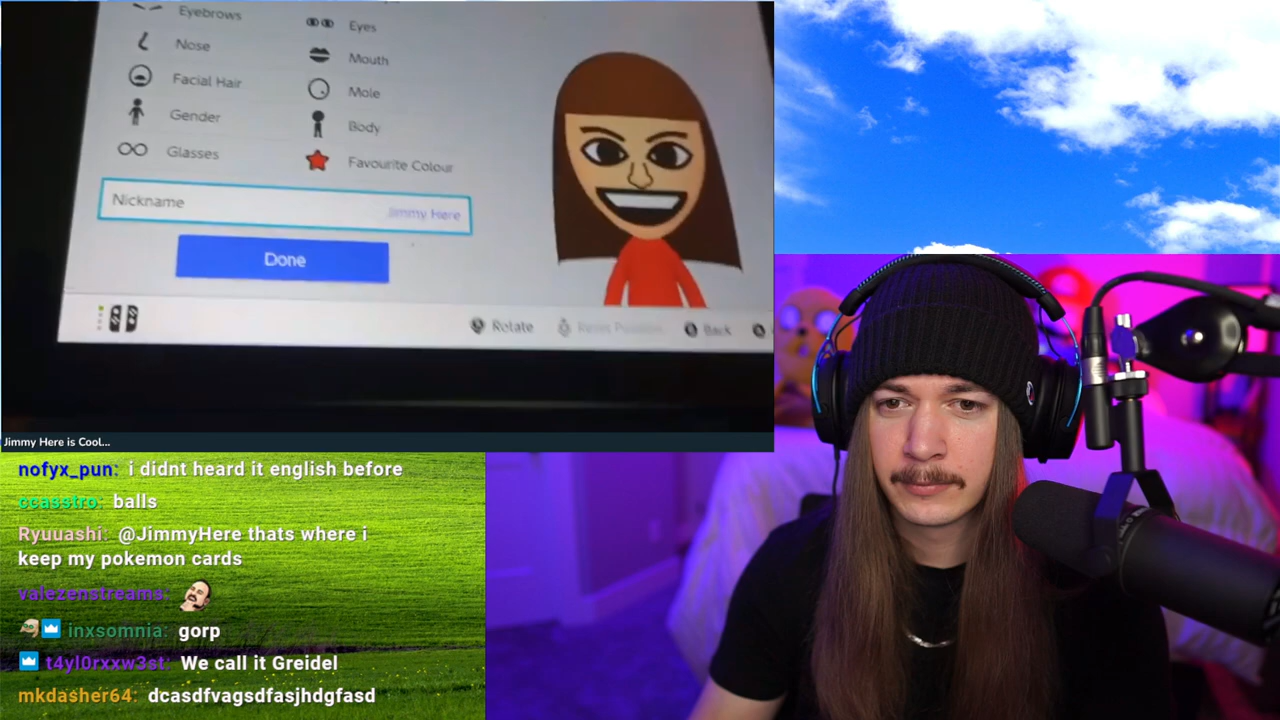 Eyebrows
Eyes
Nose
Mouth
Facial Hair
Mole
Gender
Body
Glasses
Favourite Colour
Nickname
Jimmy Here
Done
Rotate
Reset Position
Back
Jimmy Here is Cool...
nofyx_pun: i didnt heard it english before
ccasstro: balls
Ryuuashi: @JimmyHere thats where i
keep my pokemon cards
valezenstreams:
inxsomnia: gorp
t4yl0rxxw3st: We call it Greidel
mkdasher64: dcasdfvagsdfasjhdgfasd